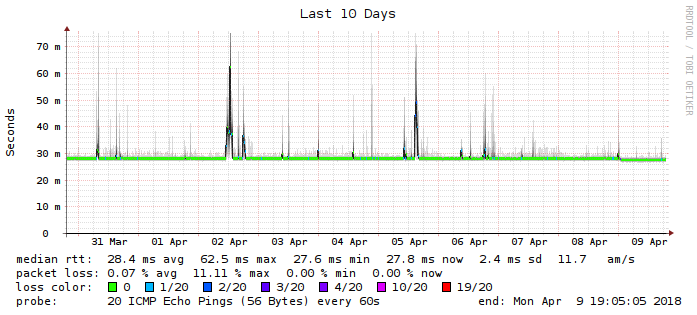 Last 10 Days
RRDTOOL / TOBI OETIKER
Seconds
70 m
60 m
50 m
40 m
30 m
20 m
10 m
0
31 Mar 01 Apr 02 Apr 03 Apr 04 Apr 05 Apr 06 Apr 07 Apr 08 Apr 09 Apr
median rtt: 28.4 ms avg 62.5 ms max 27.6 ms min 27.8 ms now 2.4 ms sd 11.7 am/s
packet loss: 0.07 % avg 11.11 % max 0.00 % min 0.00 % now
loss color: 0 1/20 2/20 3/20 4/20 10/20 19/20
probe: 20 ICMP Echo Pings (56 Bytes) every 60s end: Mon Apr 9 19:05:05 2018